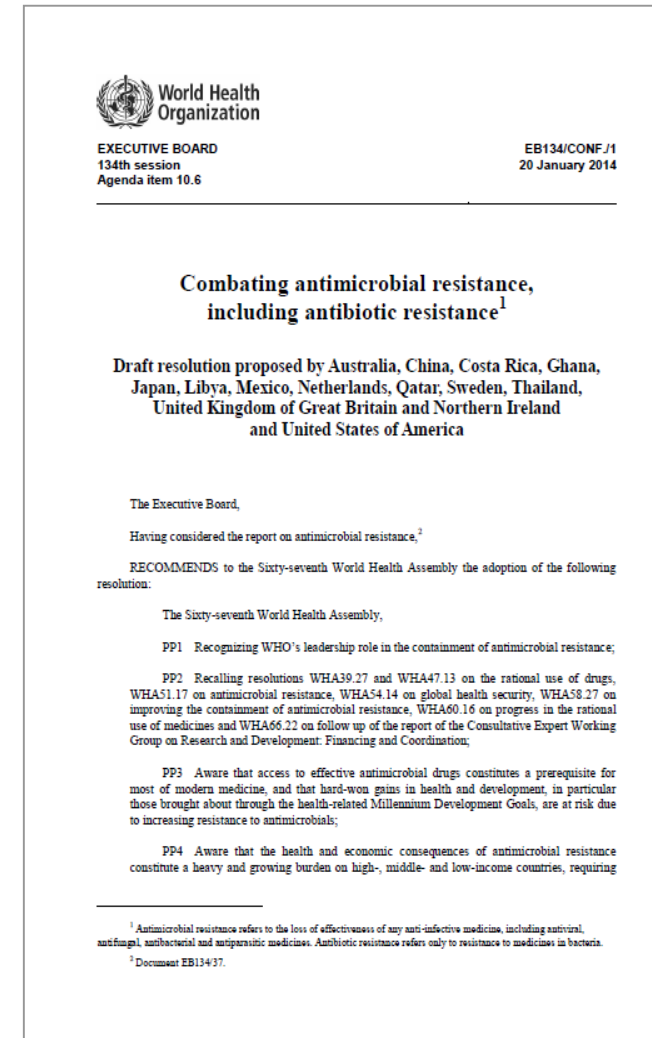 World Health
Organization
EXECUTIVE BOARD EB134/CONF./1
134th session 20 January 2014
Agenda item 10.6
Combating antimicrobial resistance,
including antibiotic resistance¹
Draft resolution proposed by Australia, China, Costa Rica, Ghana,
Japan, Libya, Mexico, Netherlands, Qatar, Sweden, Thailand,
United Kingdom of Great Britain and Northern Ireland
and United States of America
The Executive Board,
Having considered the report on antimicrobial resistance,²
RECOMMENDS to the Sixty-seventh World Health Assembly the adoption of the following
resolution:
The Sixty-seventh World Health Assembly,
PP1 Recognizing WHO's leadership role in the containment of antimicrobial resistance;
PP2 Recalling resolutions WHA39.27 and WHA47.13 on the rational use of drugs,
WHA51.17 on antimicrobial resistance, WHA54.14 on global health security, WHA58.27 on
improving the containment of antimicrobial resistance, WHA60.16 on progress in the rational
use of medicines and WHA66.22 on follow up of the report of the Consultative Expert Working
Group on Research and Development: Financing and Coordination;
PP3 Aware that access to effective antimicrobial drugs constitutes a prerequisite for
most of modern medicine, and that hard-won gains in health and development, in particular
those brought about through the health-related Millennium Development Goals, are at risk due
to increasing resistance to antimicrobials;
PP4 Aware that the health and economic consequences of antimicrobial resistance
constitute a heavy and growing burden on high-, middle- and low-income countries, requiring
¹ Antimicrobial resistance refers to the loss of effectiveness of any anti-infective medicine, including antiviral,
antifungal, antibacterial and antiparasitic medicines. Antibiotic resistance refers only to resistance to medicines in bacteria.
² Document EB134/37.